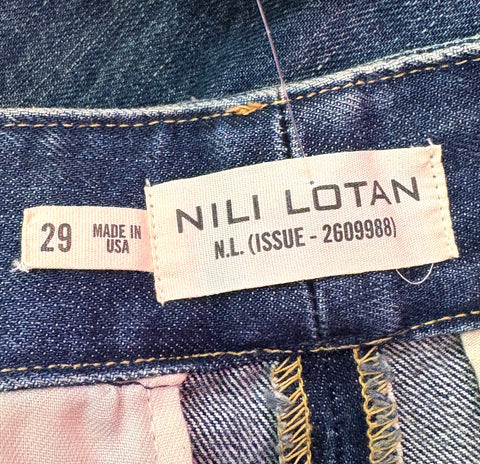 29
MADE IN
USA
NILI LOTAN
N.L. (ISSUE - 2609988)